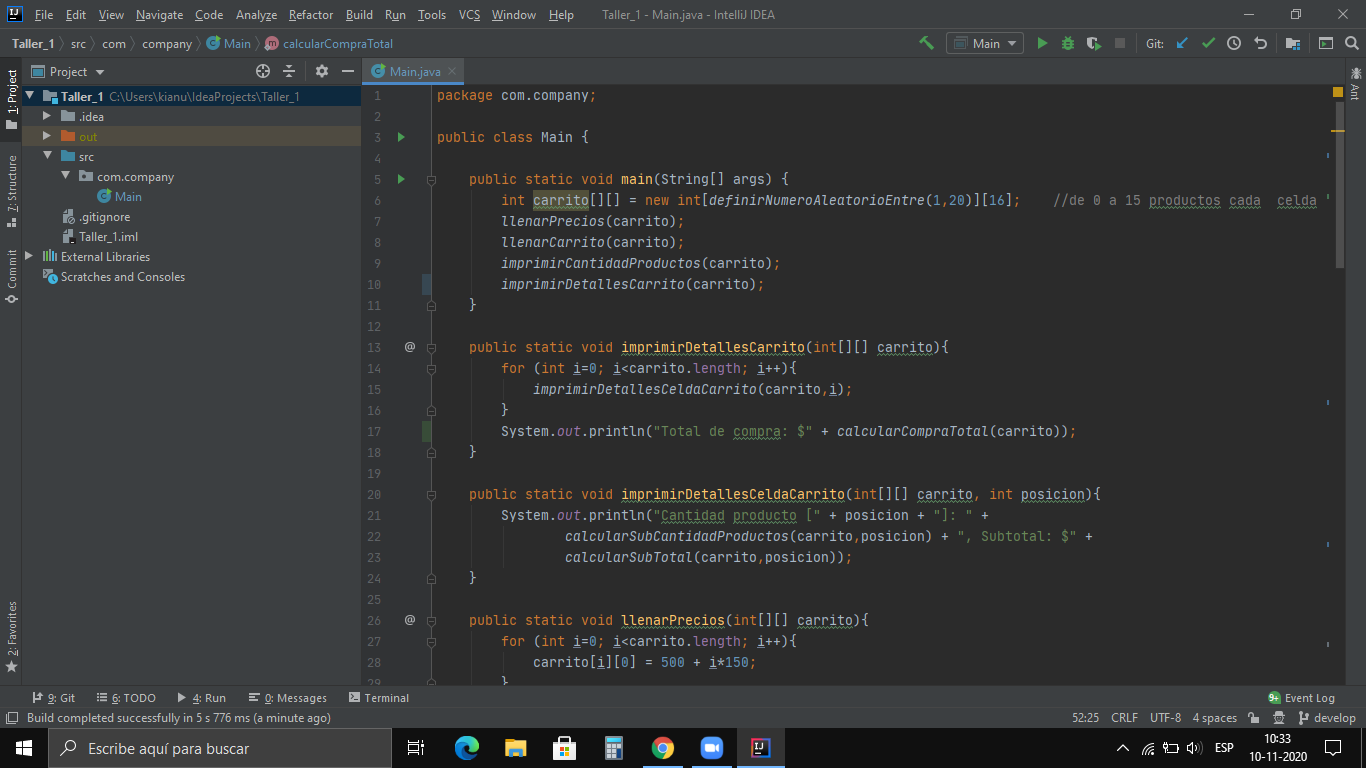 File Edit View Navigate Code Analyze Refactor Build Run Tools VCS Window Help Taller_1 - Main.java - IntelliJ IDEA
Taller_1 src com company Main calcularCompraTotal Main Git:
Project Main.java
1: Project
7: Structure
Commit
2: Favorites
Ant
Taller_1 C:\Users\kianu\IdeaProjects\Taller_1
.idea
out
src
com.company
Main
.gitignore
Taller_1.iml
External Libraries
Scratches and Consoles
1 package com.company;
2
3 public class Main {
4
5 public static void main(String[] args) {
6 int carrito[][] = new int[definirNumeroAleatorioEntre(1,20)][16]; //de 0 a 15 productos cada celda
7 llenarPrecios(carrito);
8 llenarCarrito(carrito);
9 imprimirCantidadProductos(carrito);
10 imprimirDetallesCarrito(carrito);
11 }
12
13 @ public static void imprimirDetallesCarrito(int[][] carrito){
14 for (int i=0; i<carrito.length; i++){
15 imprimirDetallesCeldaCarrito(carrito,i);
16 }
17 System.out.println("Total de compra: $" + calcularCompraTotal(carrito));
18 }
19
20 public static void imprimirDetallesCeldaCarrito(int[][] carrito, int posicion){
21 System.out.println("Cantidad producto [" + posicion + "]: " +
22 calcularSubCantidadProductos(carrito,posicion) + ", Subtotal: $" +
23 calcularSubTotal(carrito,posicion));
24 }
25
26 @ public static void llenarPrecios(int[][] carrito){
27 for (int i=0; i<carrito.length; i++){
28 carrito[i][0] = 500 + i*150;
29 }
9: Git 6: TODO 4: Run 0: Messages Terminal 9+ Event Log
Build completed successfully in 5 s 776 ms (a minute ago) 52:25 CRLF UTF-8 4 spaces develop
Escribe aquí para buscar ESP 10:33
10-11-2020